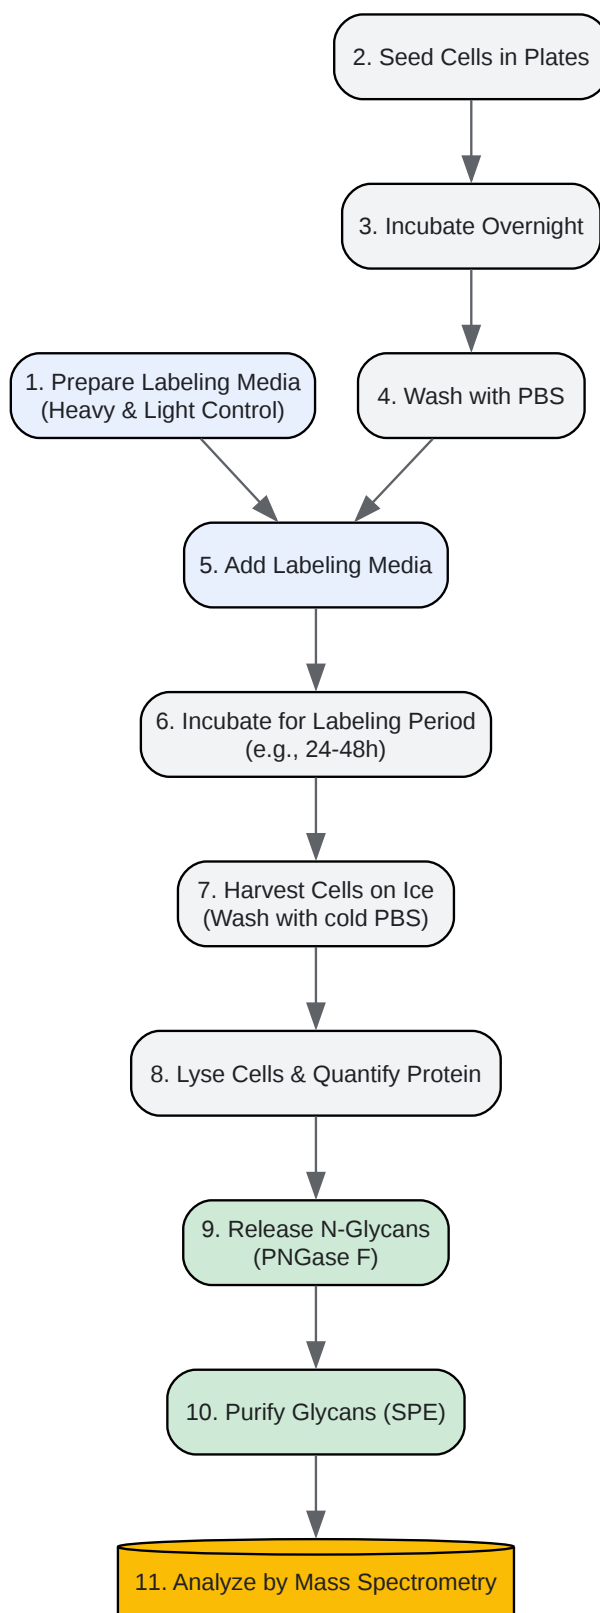 2. Seed Cells in Plates
3. Incubate Overnight
1. Prepare Labeling Media
(Heavy & Light Control)
4. Wash with PBS
5. Add Labeling Media
6. Incubate for Labeling Period
(e.g., 24-48h)
7. Harvest Cells on Ice
(Wash with cold PBS)
8. Lyse Cells & Quantify Protein
9. Release N-Glycans
(PNGase F)
10. Purify Glycans (SPE)
11. Analyze by Mass Spectrometry